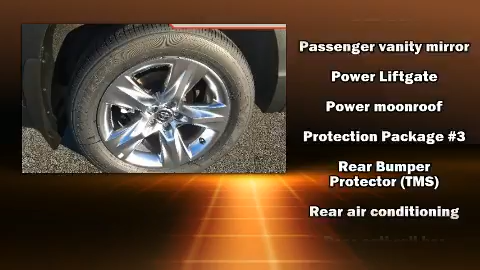 Passenger vanity mirror
Power Liftgate
Power moonroof
Protection Package #3
Rear Bumper
Protector (TMS)
Rear air conditioning